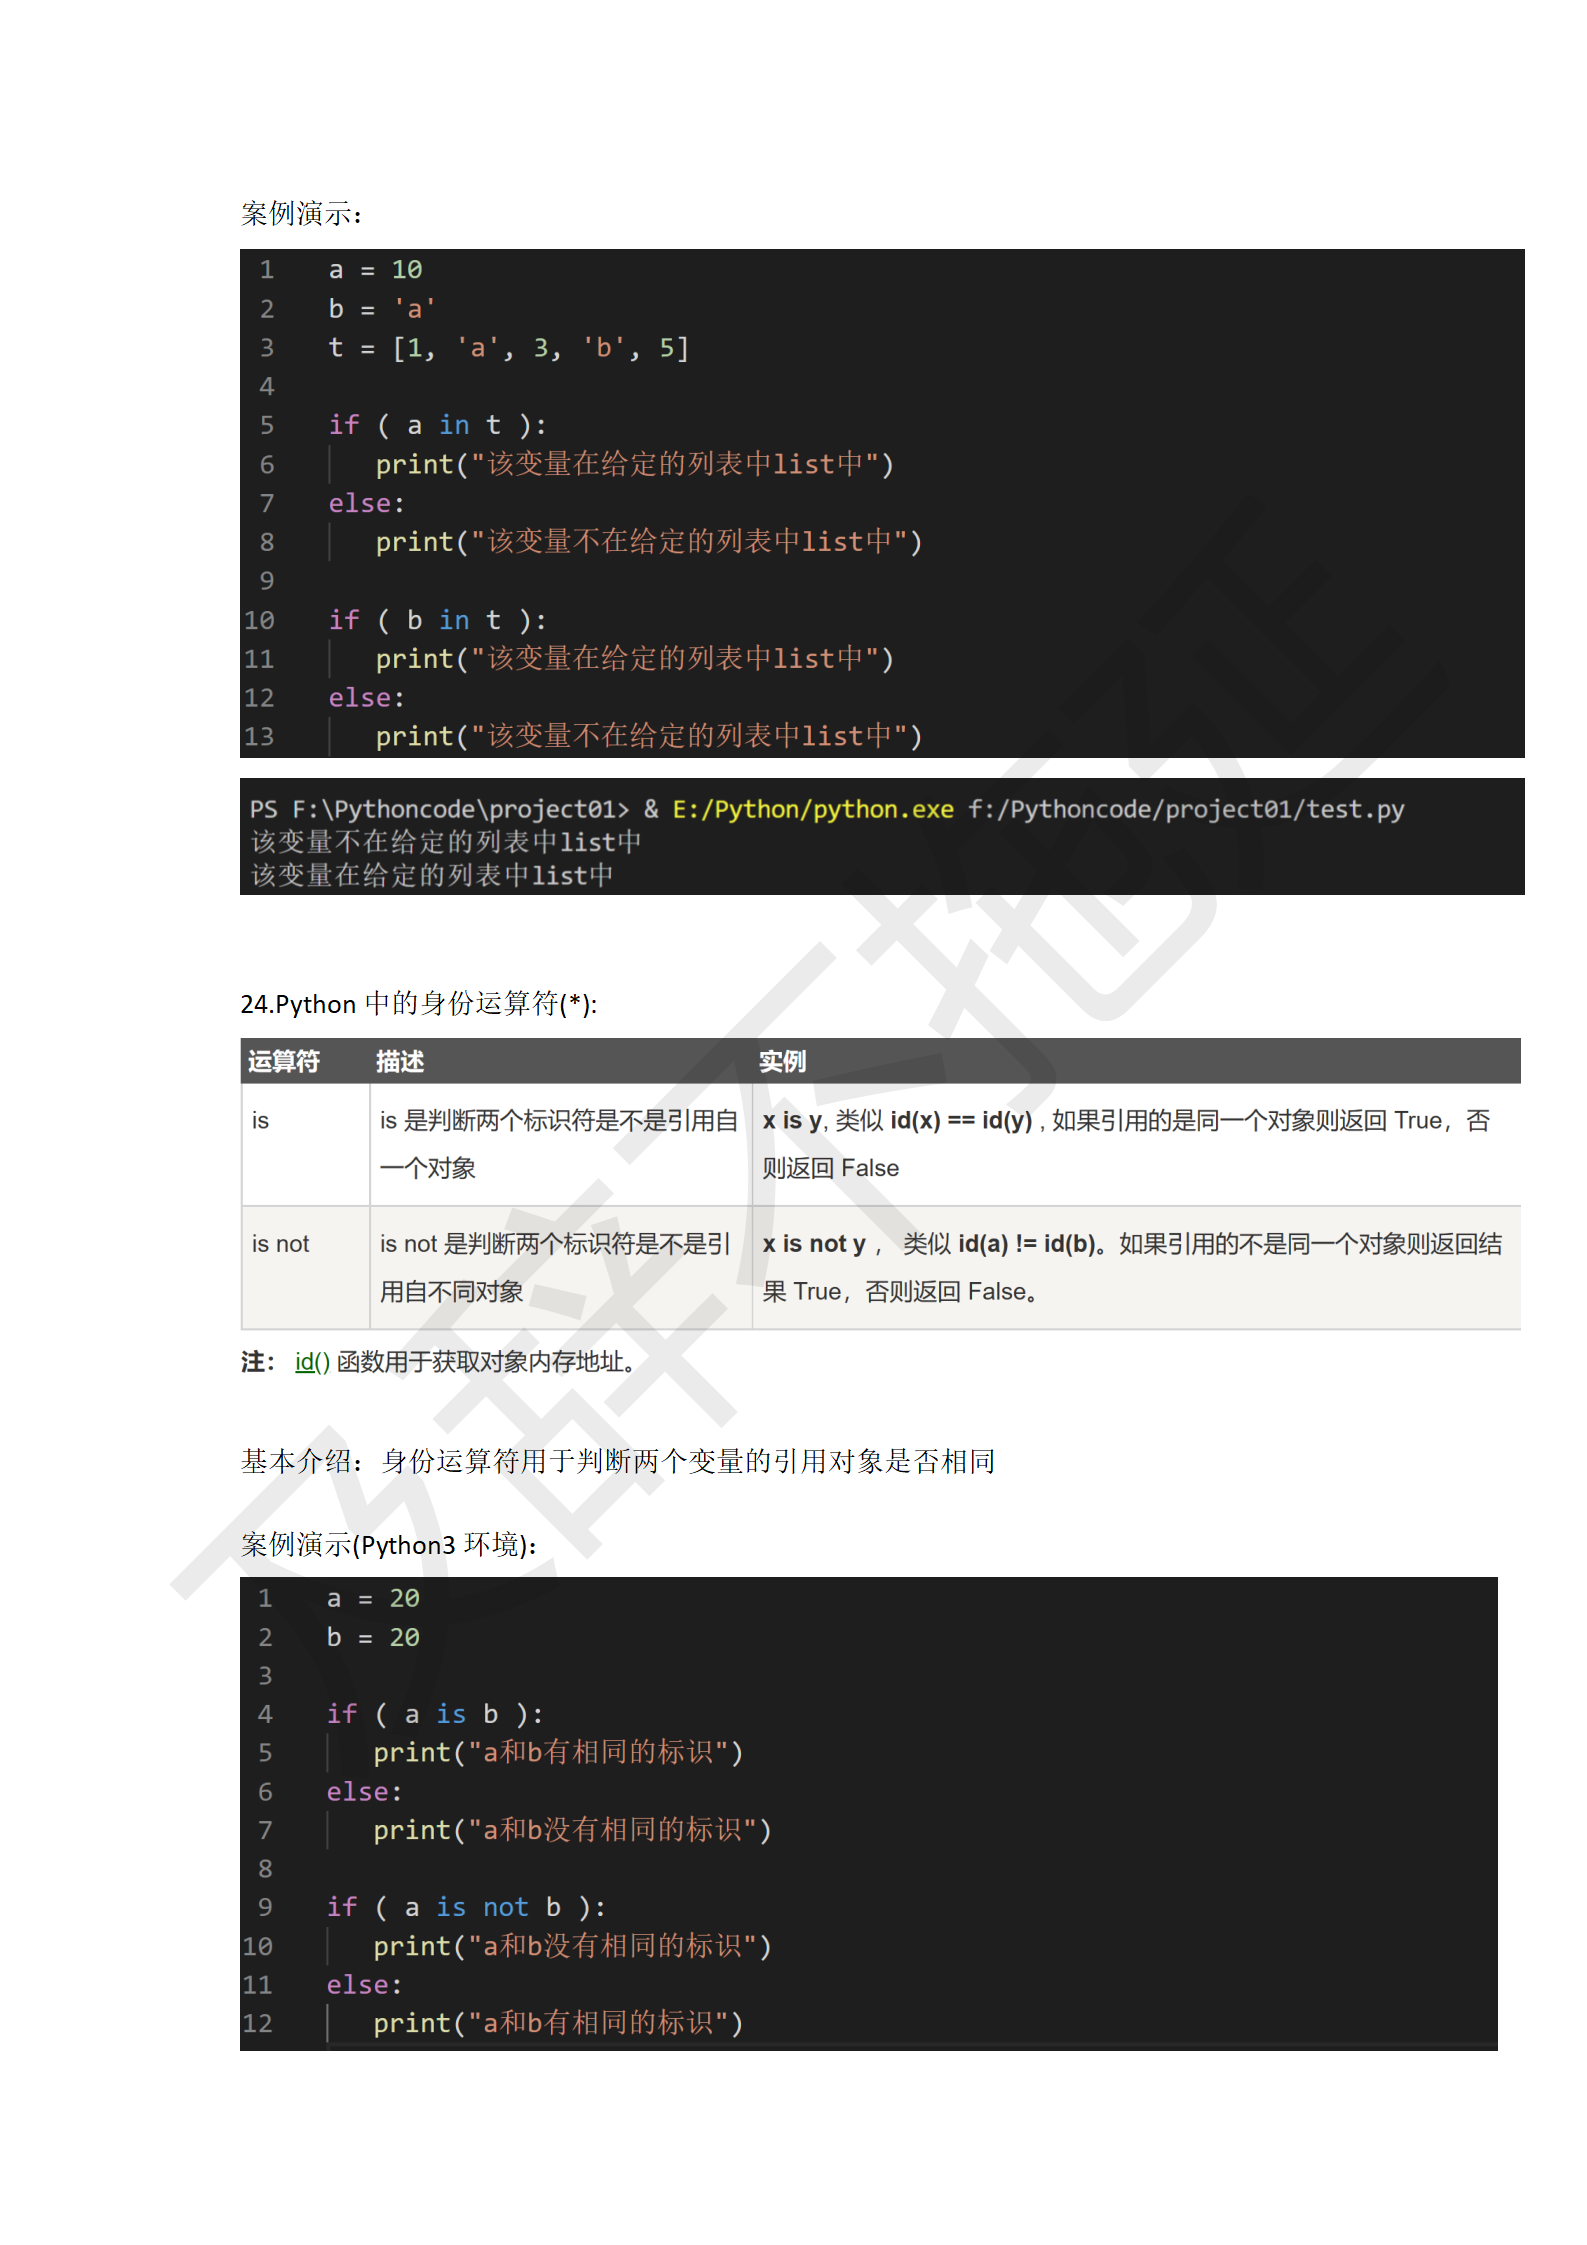 案例演示：
1 a = 10
2 b = 'a'
3 t = [1, 'a', 3, 'b', 5]
4
5 if ( a in t ):
6 print("该变量在给定的列表中list中")
7 else:
8 print("该变量不在给定的列表中list中")
9
10 if ( b in t ):
11 print("该变量在给定的列表中list中")
12 else:
13 print("该变量不在给定的列表中list中")
PS F:\Pythoncode\project01> & E:/Python/python.exe f:/Pythoncode/project01/test.py
该变量不在给定的列表中list中
该变量在给定的列表中list中
24.Python 中的身份运算符(*):
运算符 描述 实例
is is 是判断两个标识符是不是引用自 x is y, 类似 id(x) == id(y) , 如果引用的是同一个对象则返回 True，否
一个对象 则返回 False
is not is not 是判断两个标识符是不是引 x is not y ， 类似 id(a) != id(b)。如果引用的不是同一个对象则返回结
用自不同对象 果 True，否则返回 False。
注： id() 函数用于获取对象内存地址。
基本介绍：身份运算符用于判断两个变量的引用对象是否相同
案例演示(Python3 环境)：
1 a = 20
2 b = 20
3
4 if ( a is b ):
5 print("a和b有相同的标识")
6 else:
7 print("a和b没有相同的标识")
8
9 if ( a is not b ):
10 print("a和b没有相同的标识")
11 else:
12 print("a和b有相同的标识")